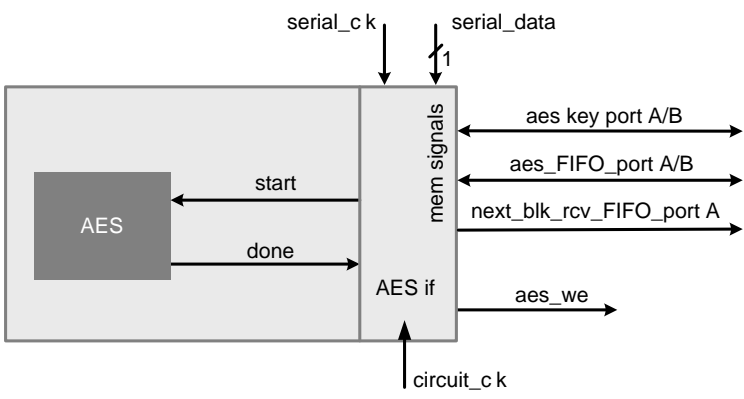 serial_c k
serial_data
1
mem signals
aes key port A/B
aes_FIFO_port A/B
next_blk_rcv_FIFO_port A
start
AES
done
AES if
aes_we
circuit_c k